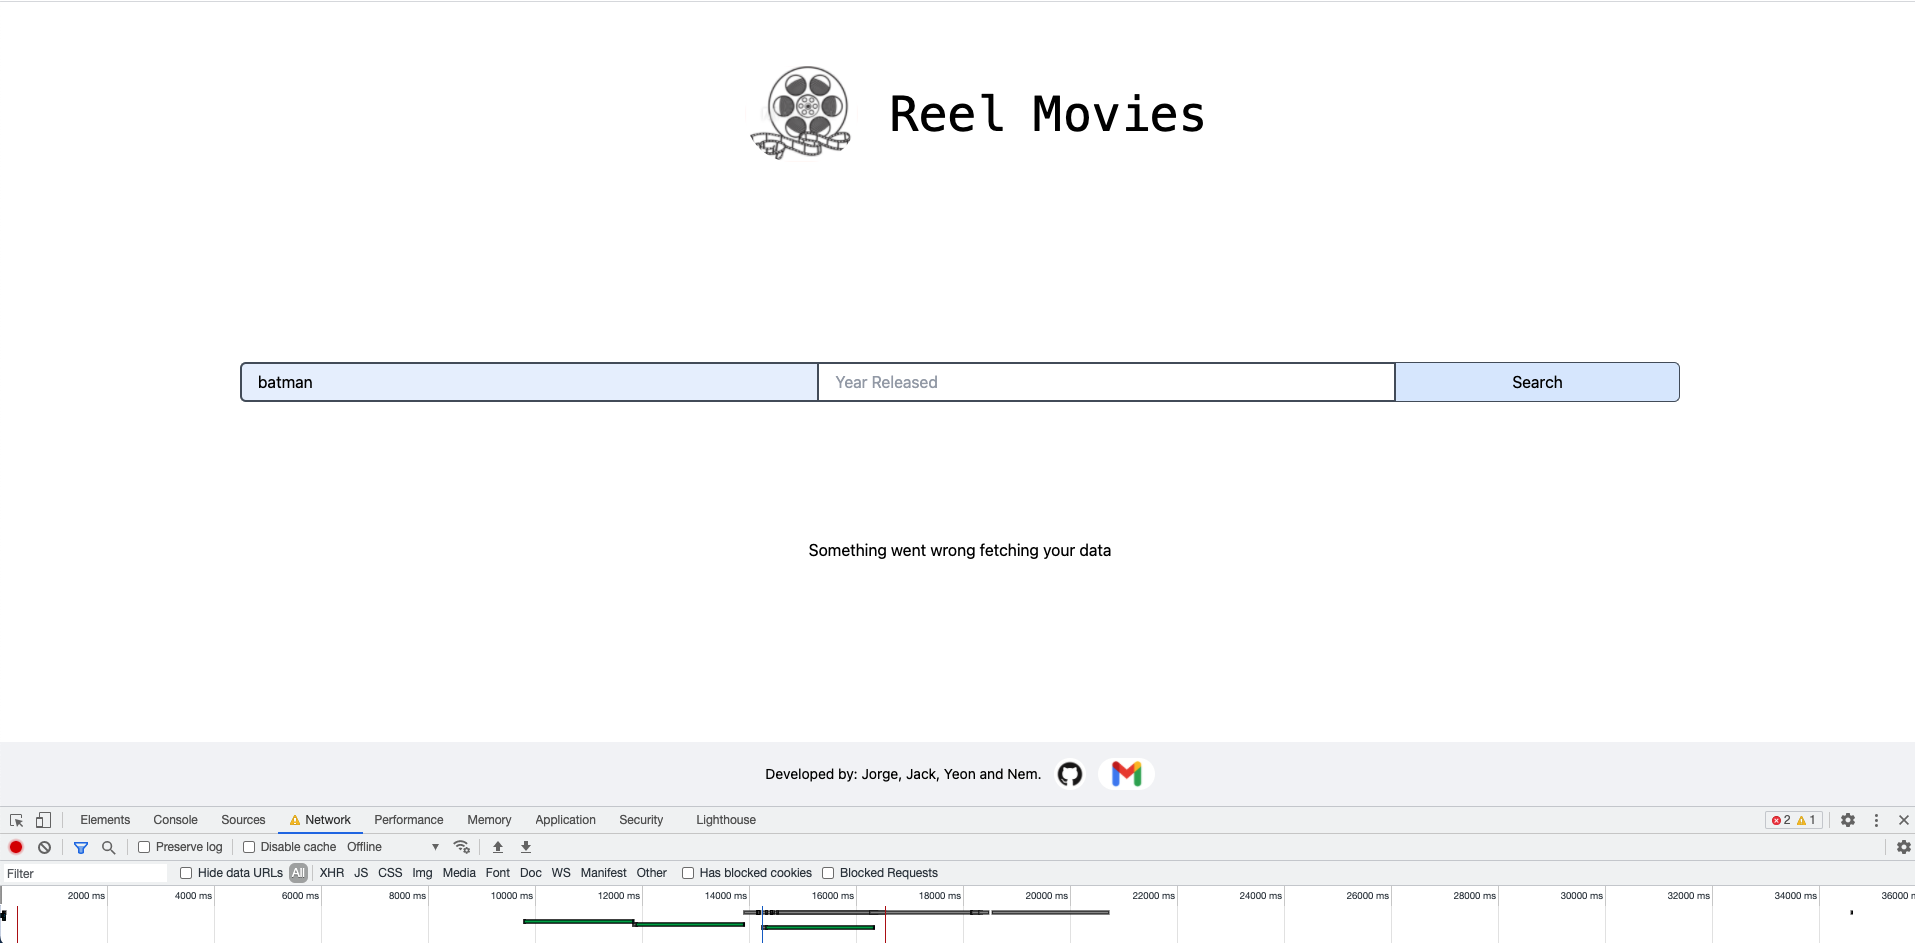 Reel Movies
batman Year Released Search
Something went wrong fetching your data
Developed by: Jorge, Jack, Yeon and Nem.
Elements Console Sources Network Performance Memory Application Security Lighthouse 2 1
Preserve log Disable cache Offline
Filter Hide data URLs All XHR JS CSS Img Media Font Doc WS Manifest Other Has blocked cookies Blocked Requests
2000 ms 4000 ms 6000 ms 8000 ms 10000 ms 12000 ms 14000 ms 16000 ms 18000 ms 20000 ms 22000 ms 24000 ms 26000 ms 28000 ms 30000 ms 32000 ms 34000 ms 36000